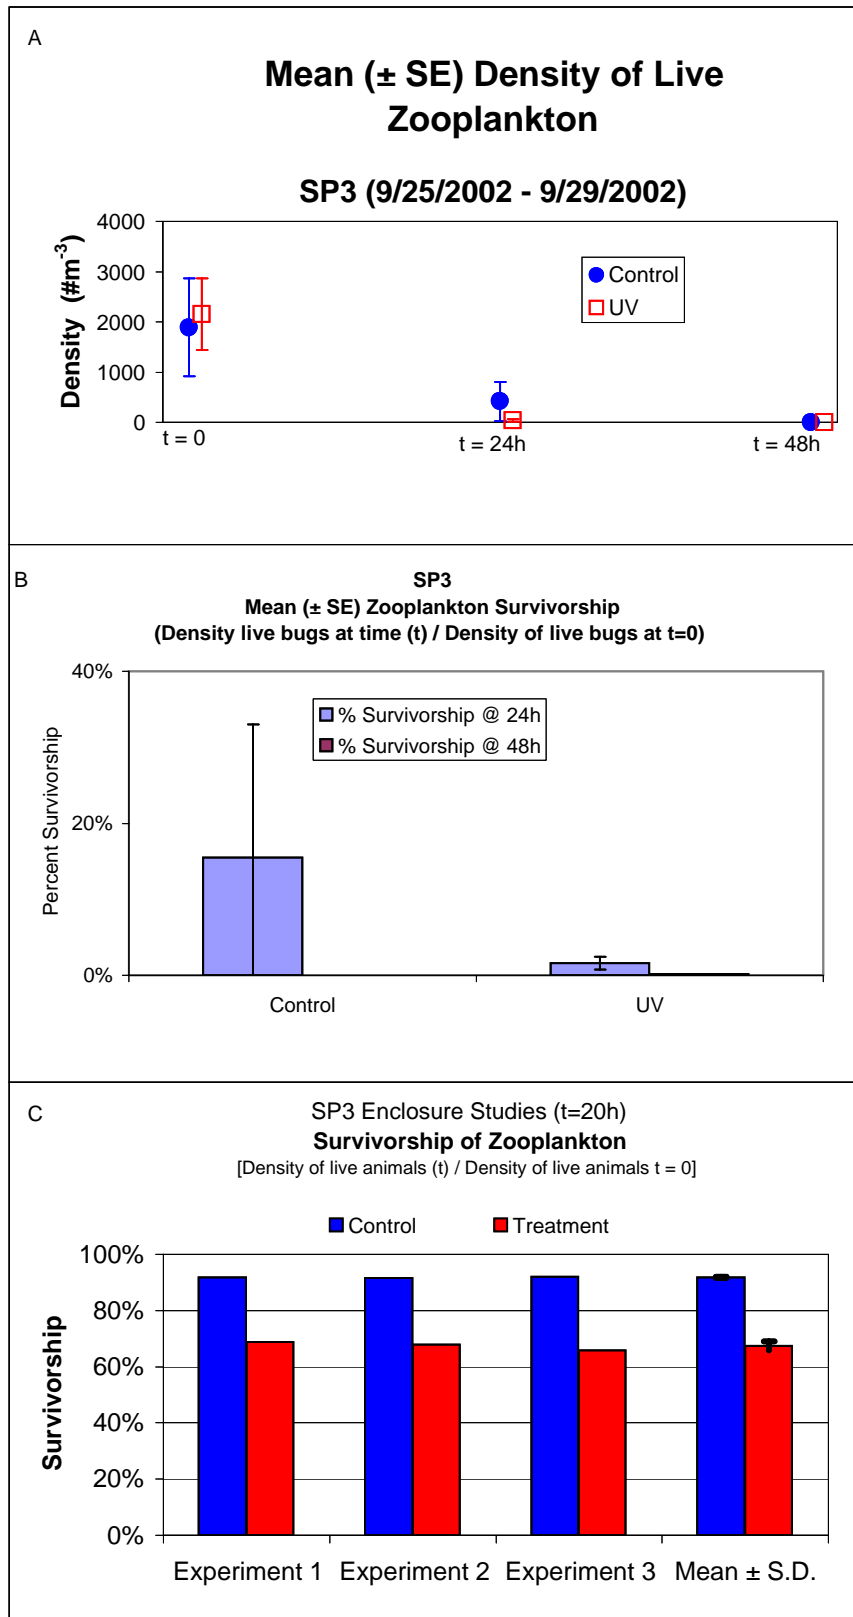 A
Mean (± SE) Density of Live
Zooplankton
SP3 (9/25/2002 - 9/29/2002)
Density (#m-3)
4000
3000
2000
1000
0
Control
UV
t = 0
t = 24h
t = 48h
B
SP3
Mean (± SE) Zooplankton Survivorship
(Density live bugs at time (t) / Density of live bugs at t=0)
Percent Survivorship
40%
20%
0%
% Survivorship @ 24h
% Survivorship @ 48h
Control
UV
C
SP3 Enclosure Studies (t=20h)
Survivorship of Zooplankton
[Density of live animals (t) / Density of live animals t = 0]
Control
Treatment
Survivorship
100%
80%
60%
40%
20%
0%
Experiment 1
Experiment 2
Experiment 3
Mean ± S.D.